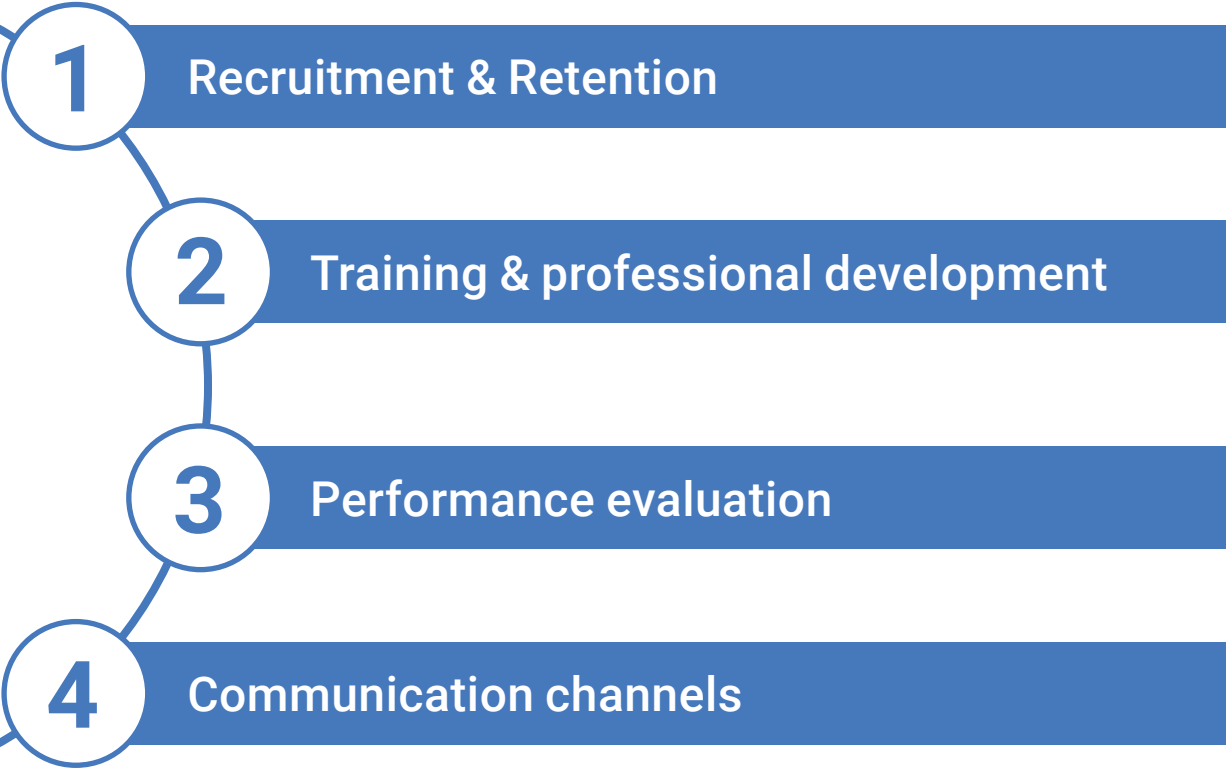 1 Recruitment & Retention
2 Training & professional development
3 Performance evaluation
4 Communication channels